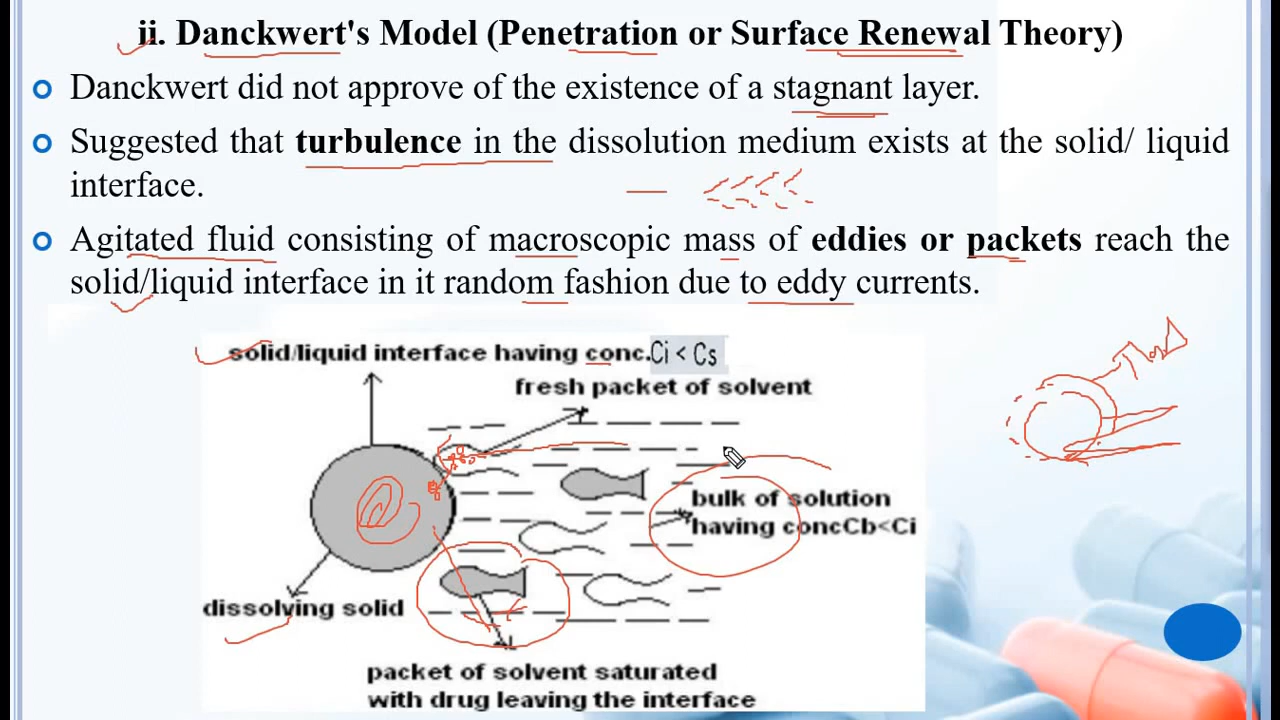 ii. Danckwert's Model (Penetration or Surface Renewal Theory)
Danckwert did not approve of the existence of a stagnant layer.
Suggested that turbulence in the dissolution medium exists at the solid/ liquid
interface.
Agitated fluid consisting of macroscopic mass of eddies or packets reach the
solid/liquid interface in it random fashion due to eddy currents.
solid/liquid interface having conc.Ci < Cs
fresh packet of solvent
bulk of solution
having concCb<Ci
dissolving solid
packet of solvent saturated
with drug leaving the interface